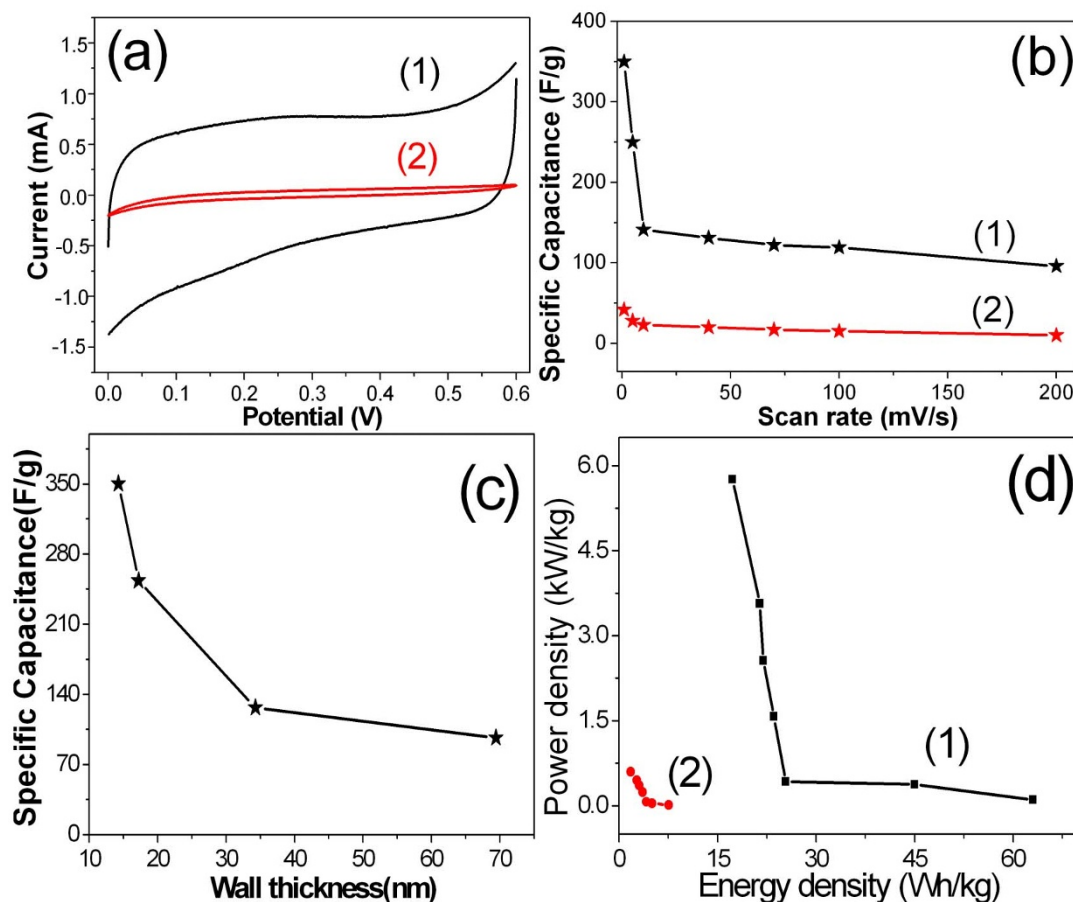 (a)
(1)
(2)
Current (mA)
1.5
1.0
0.5
0.0
-0.5
-1.0
-1.5
0.0 0.1 0.2 0.3 0.4 0.5 0.6
Potential (V)
(b)
(1)
(2)
Specific Capacitance (F/g)
400
300
200
100
0
0 50 100 150 200
Scan rate (mV/s)
(c)
Specific Capacitance(F/g)
350
280
210
140
70
0
10 20 30 40 50 60 70
Wall thickness(nm)
(d)
(1)
(2)
Power density (kW/kg)
6.0
4.5
3.0
1.5
0.0
0 15 30 45 60
Energy density (Wh/kg)